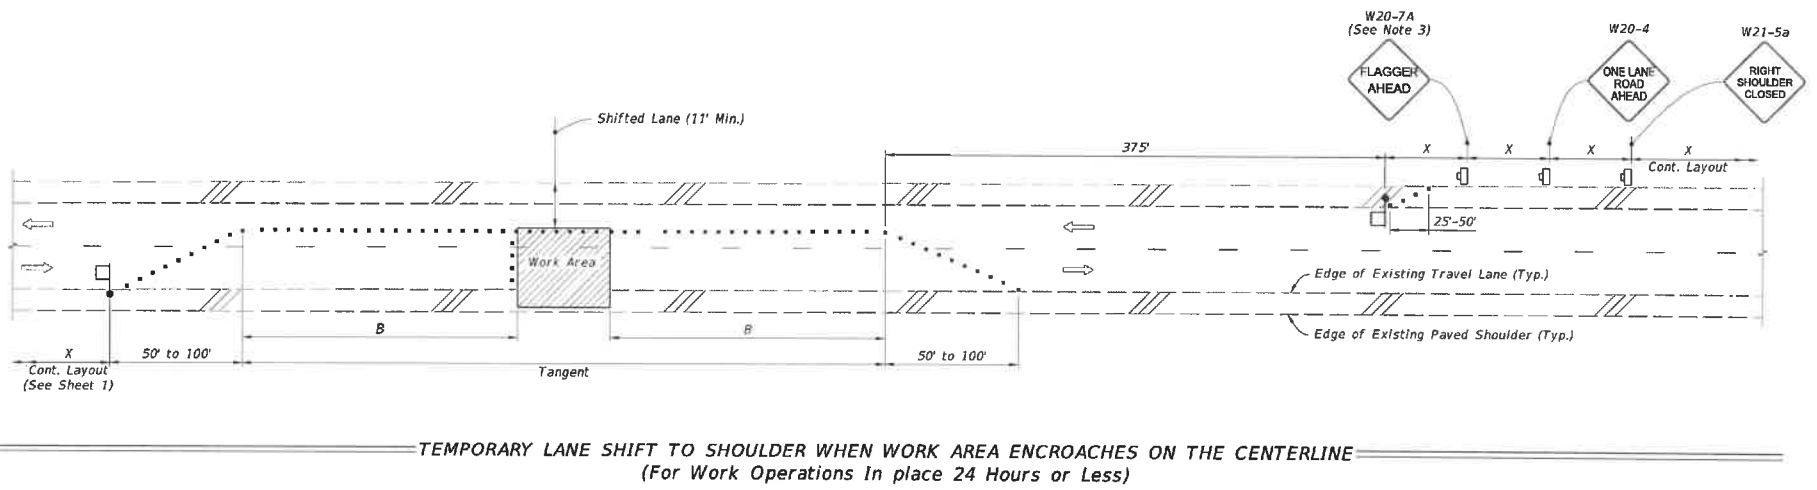 W20-7A
(See Note 3)
W20-4
W21-5a
FLAGGER
AHEAD
ONE LANE
ROAD
AHEAD
RIGHT
SHOULDER
CLOSED
Shifted Lane (11' Min.)
375'
X
X
X
X
Cont. Layout
25'-50'
Work Area
Edge of Existing Travel Lane (Typ.)
Edge of Existing Paved Shoulder (Typ.)
B
B
X
50' to 100'
50' to 100'
Cont. Layout
(See Sheet 1)
Tangent
TEMPORARY LANE SHIFT TO SHOULDER WHEN WORK AREA ENCROACHES ON THE CENTERLINE
(For Work Operations In place 24 Hours or Less)